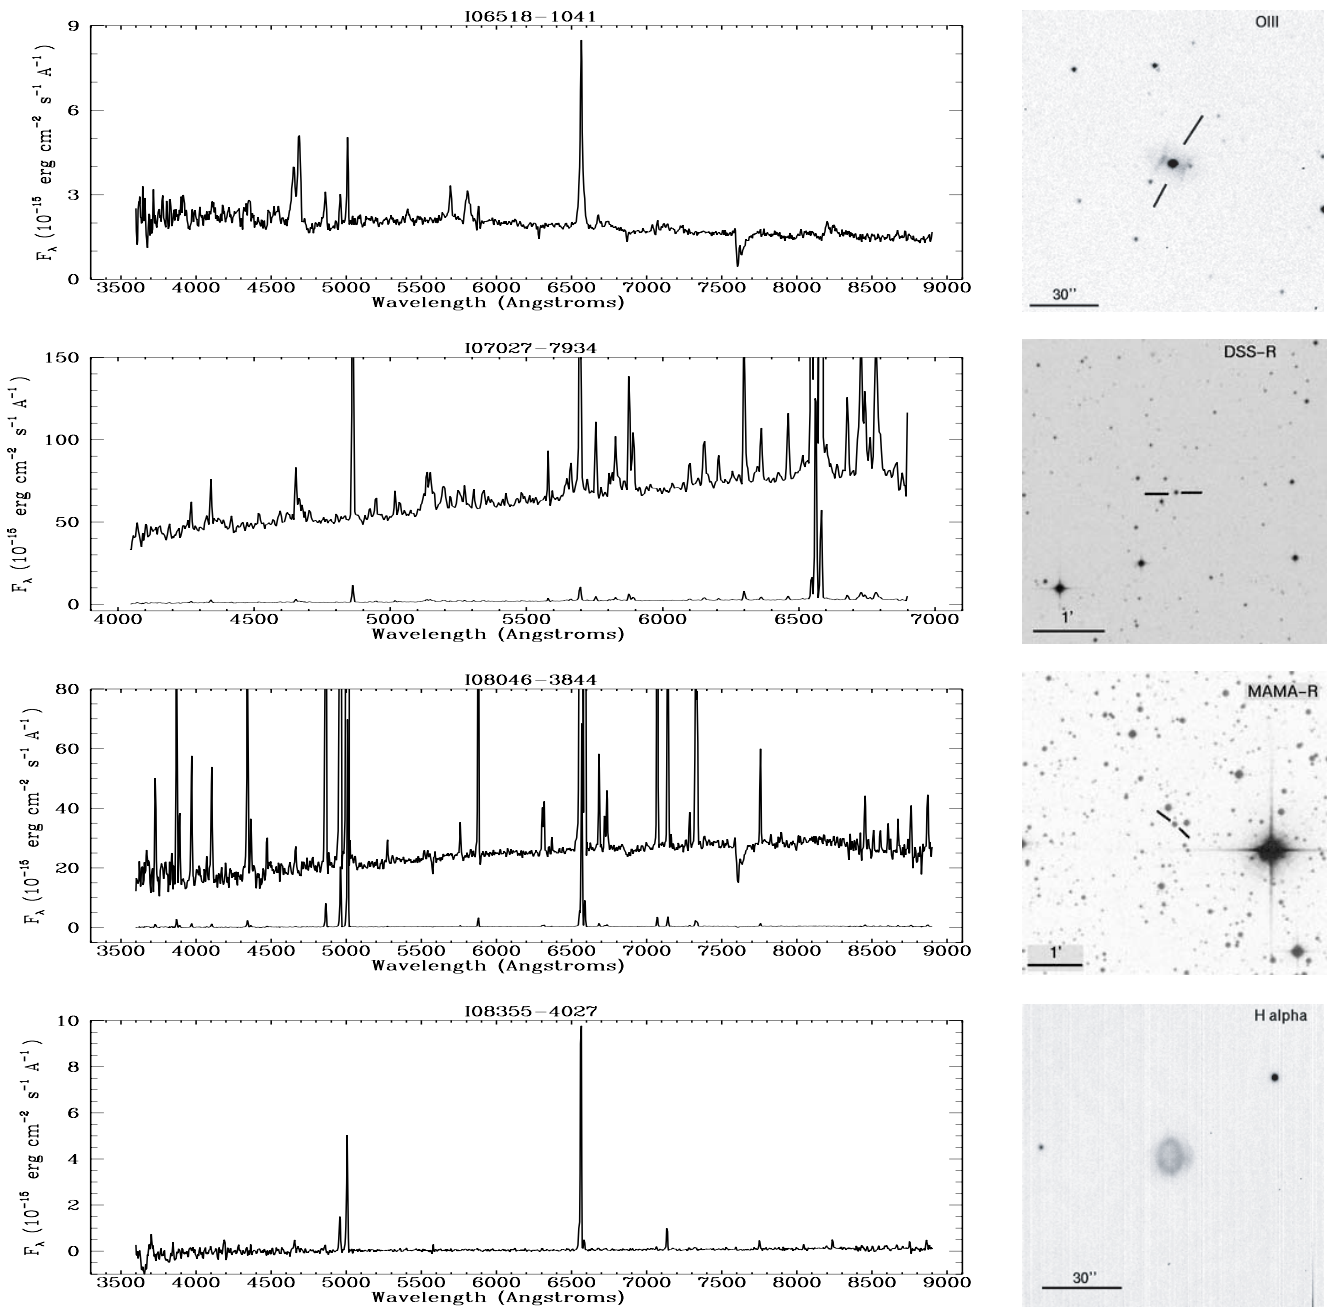 I06518-1041
OIII
9
6
3
0
F_λ (10⁻¹⁵ erg cm⁻² s⁻¹ A⁻¹)
3500 4000 4500 5000 5500 6000 6500 7000 7500 8000 8500 9000
Wavelength (Angstroms)
30''
I07027-7934
DSS-R
150
100
50
0
F_λ (10⁻¹⁵ erg cm⁻² s⁻¹ A⁻¹)
4000 4500 5000 5500 6000 6500 7000
Wavelength (Angstroms)
1'
I08046-3844
MAMA-R
80
60
40
20
0
F_λ (10⁻¹⁵ erg cm⁻² s⁻¹ A⁻¹)
3500 4000 4500 5000 5500 6000 6500 7000 7500 8000 8500 9000
Wavelength (Angstroms)
1'
I08355-4027
H alpha
10
8
6
4
2
0
F_λ (10⁻¹⁵ erg cm⁻² s⁻¹ A⁻¹)
3500 4000 4500 5000 5500 6000 6500 7000 7500 8000 8500 9000
Wavelength (Angstroms)
30''